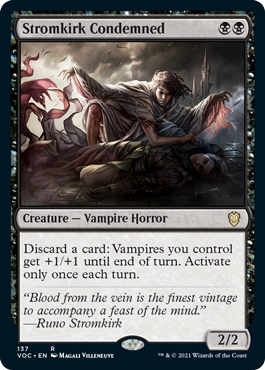 Stromkirk Condemned
Creature — Vampire Horror
Discard a card: Vampires you control
get +1/+1 until end of turn. Activate
only once each turn.
“Blood from the vein is the finest vintage
to accompany a feast of the mind.”
—Runo Stromkirk
2/2
137 R
VOC • EN MAGALI VILLENEUVE
™ & © 2021 Wizards of the Coast